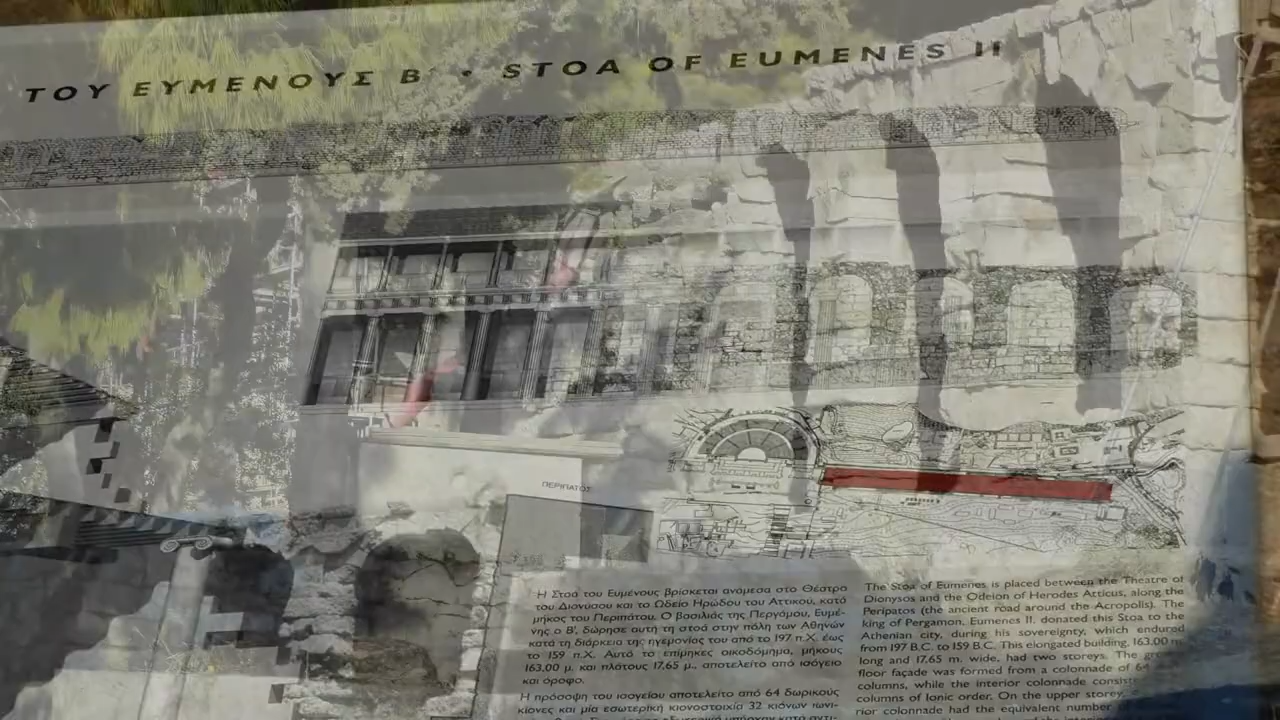 ΤΟΥ ΕΥΜΕΝΟΥΣ Β' • STOA OF EUMENES II
ΠΕΡΙΠΑΤΟΣ
Η Στοά του Ευμένους βρίσκεται ανάμεσα στο Θέατρο
του Διονύσου και το Ωδείο Ηρώδου του Αττικού, κατά
μήκος του Περιπάτου. Ο βασιλιάς της Περγάμου, Ευμέ-
νης ο Β', δώρησε αυτή τη στοά στην πόλη των Αθηνών
κατά τη διάρκεια της ηγεμονίας του από το 197 π.Χ. έως
το 159 π.Χ. Αυτό το επίμηκες οικοδόμημα, μήκους
163,00 μ. και πλάτους 17,65 μ., αποτελείτο από ισόγειο
και όροφο.
Η πρόσοψη του ισογείου αποτελείτο από 64 δωρικούς
κίονες και μία εσωτερική κιονοστοιχία 32 κιόνων ιωνι-
The Stoa of Eumenes is placed between the Theatre of
Dionysos and the Odeion of Herodes Atticus, along the
Peripatos (the ancient road around the Acropolis). The
king of Pergamon, Eumenes II, donated this Stoa to the
Athenian city, during his sovereignty, which endured
from 197 B.C. to 159 B.C. This elongated building, 163.00 m.
long and 17.65 m. wide, had two storeys. The
floor façade was formed from a colonnade of 64
columns, while the interior colonnade
columns of Ionic order. On the upper storey,
rior colonnade had the equivalent number